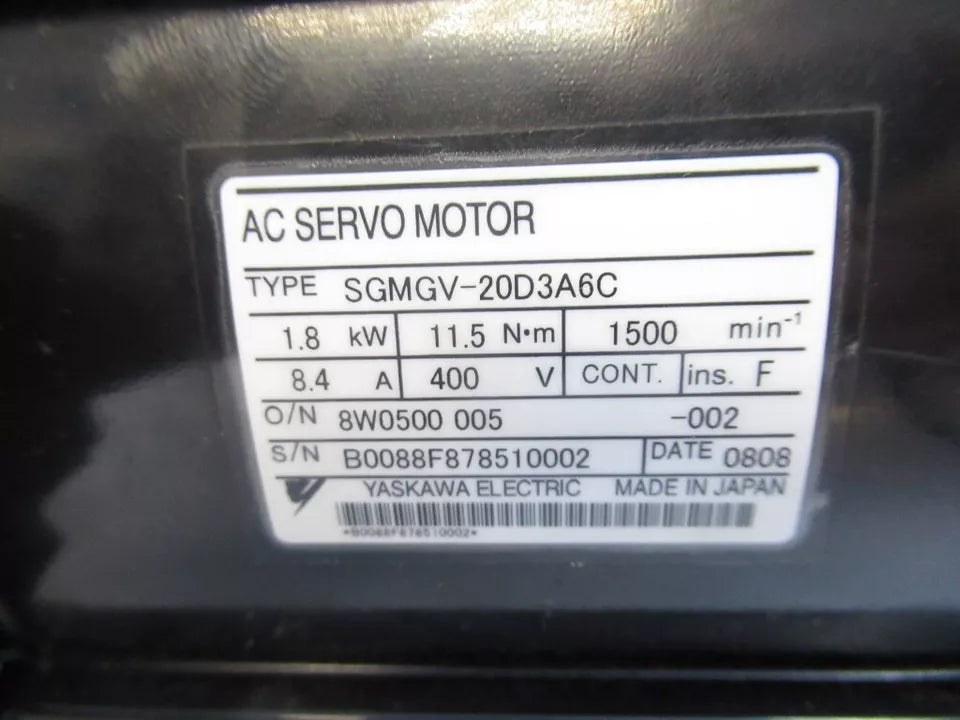 AC SERVO MOTOR
TYPE SGMGV-20D3A6C
1.8 kW 11.5 N·m 1500 min-1
8.4 A 400 V CONT. ins. F
O/N 8W0500 005 -002
S/N B0088F878510002 DATE 0808
YASKAWA ELECTRIC MADE IN JAPAN
*B0088F878510002*